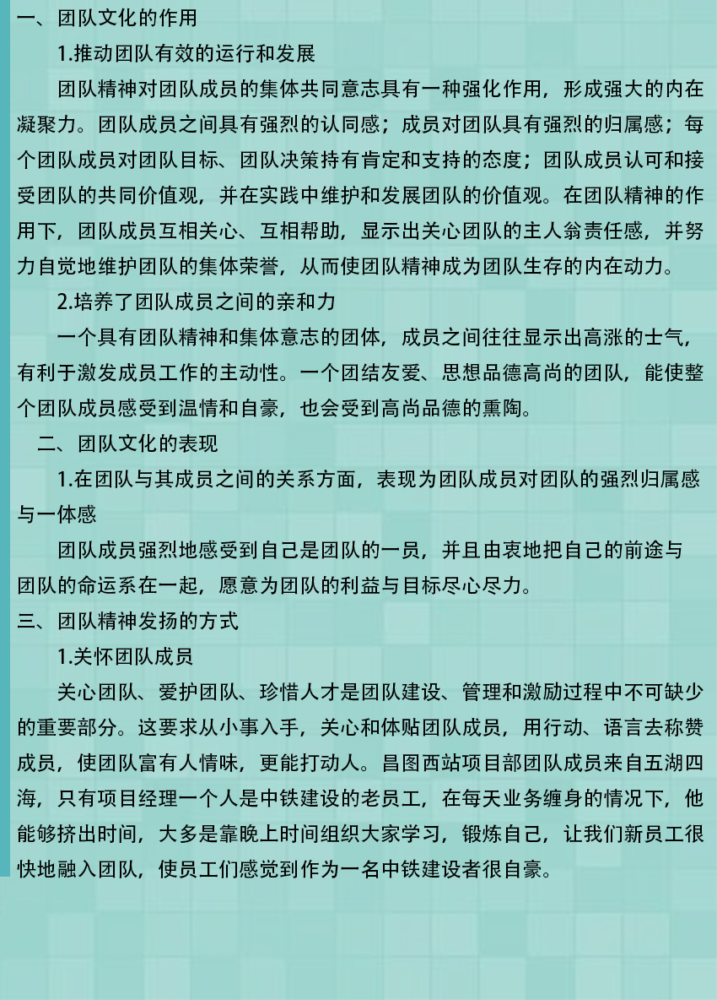 一、团队文化的作用
1.推动团队有效的运行和发展
团队精神对团队成员的集体共同意志具有一种强化作用，形成强大的内在
凝聚力。团队成员之间具有强烈的认同感；成员对团队具有强烈的归属感；每
个团队成员对团队目标、团队决策持有肯定和支持的态度；团队成员认可和接
受团队的共同价值观，并在实践中维护和发展团队的价值观。在团队精神的作
用下，团队成员互相关心、互相帮助，显示出关心团队的主人翁责任感，并努
力自觉地维护团队的集体荣誉，从而使团队精神成为团队生存的内在动力。
2.培养了团队成员之间的亲和力
一个具有团队精神和集体意志的团体，成员之间往往显示出高涨的士气，
有利于激发成员工作的主动性。一个团结友爱、思想品德高尚的团队，能使整
个团队成员感受到温情和自豪，也会受到高尚品德的熏陶。
二、团队文化的表现
1.在团队与其成员之间的关系方面，表现为团队成员对团队的强烈归属感
与一体感
团队成员强烈地感受到自己是团队的一员，并且由衷地把自己的前途与
团队的命运系在一起，愿意为团队的利益与目标尽心尽力。
三、团队精神发扬的方式
1.关怀团队成员
关心团队、爱护团队、珍惜人才是团队建设、管理和激励过程中不可缺少
的重要部分。这要求从小事入手，关心和体贴团队成员，用行动、语言去称赞
成员，使团队富有人情味，更能打动人。昌图西站项目部团队成员来自五湖四
海，只有项目经理一个人是中铁建设的老员工，在每天业务缠身的情况下，他
能够挤出时间，大多是靠晚上时间组织大家学习，锻炼自己，让我们新员工很
快地融入团队，使员工们感觉到作为一名中铁建设者很自豪。